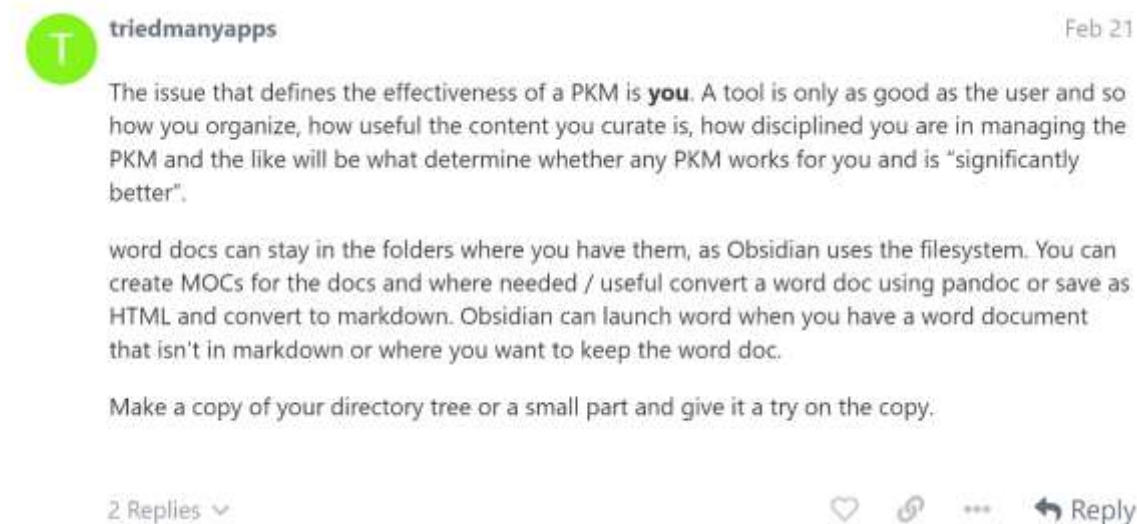 T
triedmanyapps
Feb 21
The issue that defines the effectiveness of a PKM is you. A tool is only as good as the user and so
how you organize, how useful the content you curate is, how disciplined you are in managing the
PKM and the like will be what determine whether any PKM works for you and is “significantly
better”.
word docs can stay in the folders where you have them, as Obsidian uses the filesystem. You can
create MOCs for the docs and where needed / useful convert a word doc using pandoc or save as
HTML and convert to markdown. Obsidian can launch word when you have a word document
that isn't in markdown or where you want to keep the word doc.
Make a copy of your directory tree or a small part and give it a try on the copy.
2 Replies
Reply